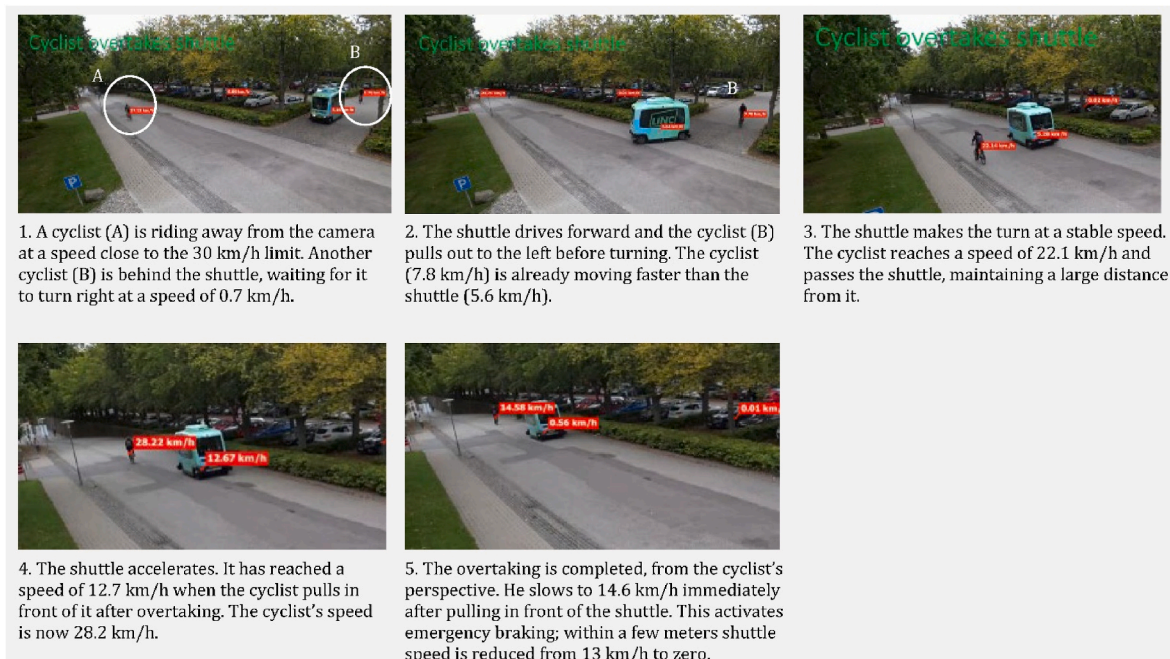 Cyclist overtakes shuttle
A
B
1. A cyclist (A) is riding away from the camera
at a speed close to the 30 km/h limit. Another
cyclist (B) is behind the shuttle, waiting for it
to turn right at a speed of 0.7 km/h.
Cyclist overtakes shuttle
B
P
2. The shuttle drives forward and the cyclist (B)
pulls out to the left before turning. The cyclist
(7.8 km/h) is already moving faster than the
shuttle (5.6 km/h).
Cyclist overtakes shuttle
22.14 km/h
3. The shuttle makes the turn at a stable speed.
The cyclist reaches a speed of 22.1 km/h and
passes the shuttle, maintaining a large distance
from it.
28.22 km/h
12.67 km/h
4. The shuttle accelerates. It has reached a
speed of 12.7 km/h when the cyclist pulls in
front of it after overtaking. The cyclist's speed
is now 28.2 km/h.
14.58 km/h
0.56 km/h
0.01 km/
5. The overtaking is completed, from the cyclist's
perspective. He slows to 14.6 km/h immediately
after pulling in front of the shuttle. This activates
emergency braking; within a few meters shuttle
speed is reduced from 13 km/h to zero.